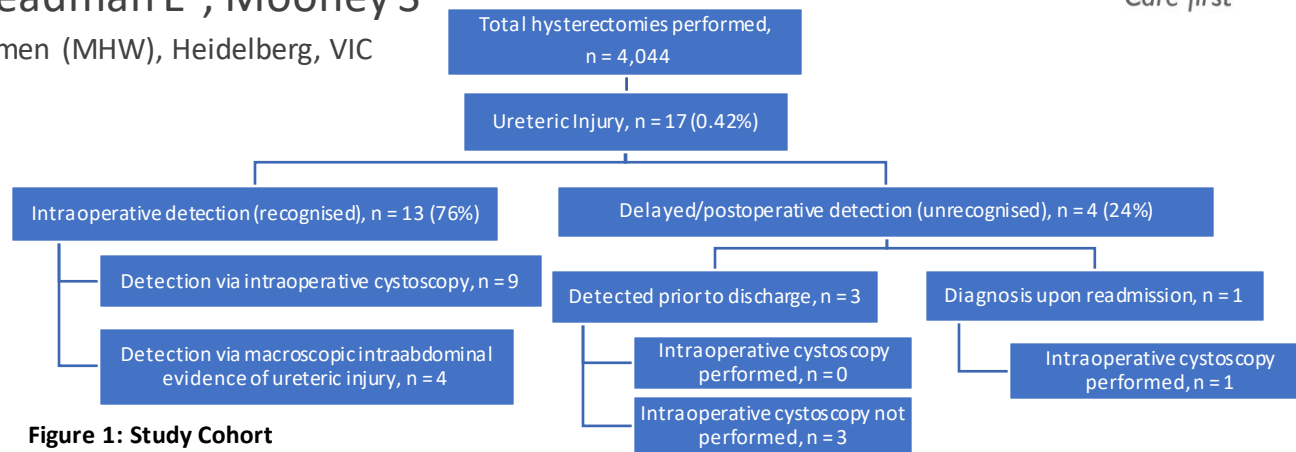 Mooney S
men (MHW), Heidelberg, VIC
Care first
Total hysterectomies performed,
n = 4,044
Ureteric Injury, n = 17 (0.42%)
Intraoperative detection (recognised), n = 13 (76%)
Delayed/postoperative detection (unrecognised), n = 4 (24%)
Detection via intraoperative cystoscopy, n = 9
Detection via macroscopic intraabdominal
evidence of ureteric injury, n = 4
Detected prior to discharge, n = 3
Diagnosis upon readmission, n = 1
Intraoperative cystoscopy
performed, n = 0
Intraoperative cystoscopy not
performed, n = 3
Intraoperative cystoscopy
performed, n = 1
Figure 1: Study Cohort